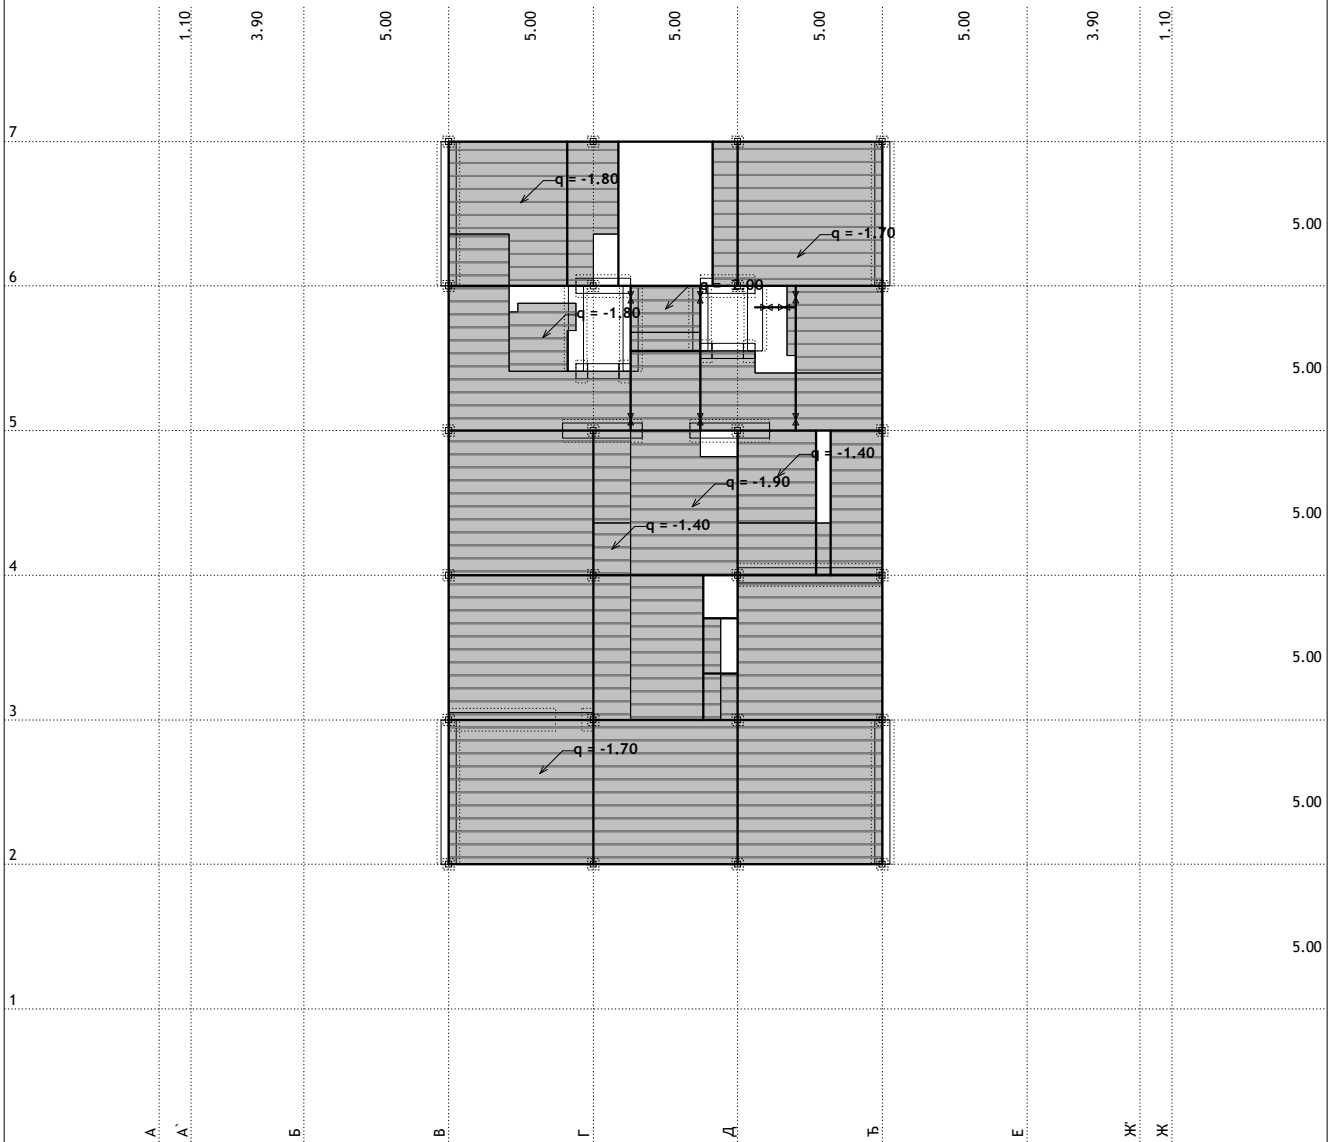 1.10
3.90
5.00
5.00
5.00
5.00
5.00
3.90
1.10
7
q = -1.80
5.00
q = -1.70
6
q = -2.00
q = -1.80
5.00
5
q = -1.40
q = -1.90
5.00
q = -1.40
4
5.00
3
q = -1.70
5.00
2
5.00
1
А
А`
Б
В
Г
Д
Ђ
Е
Ж'
Ж